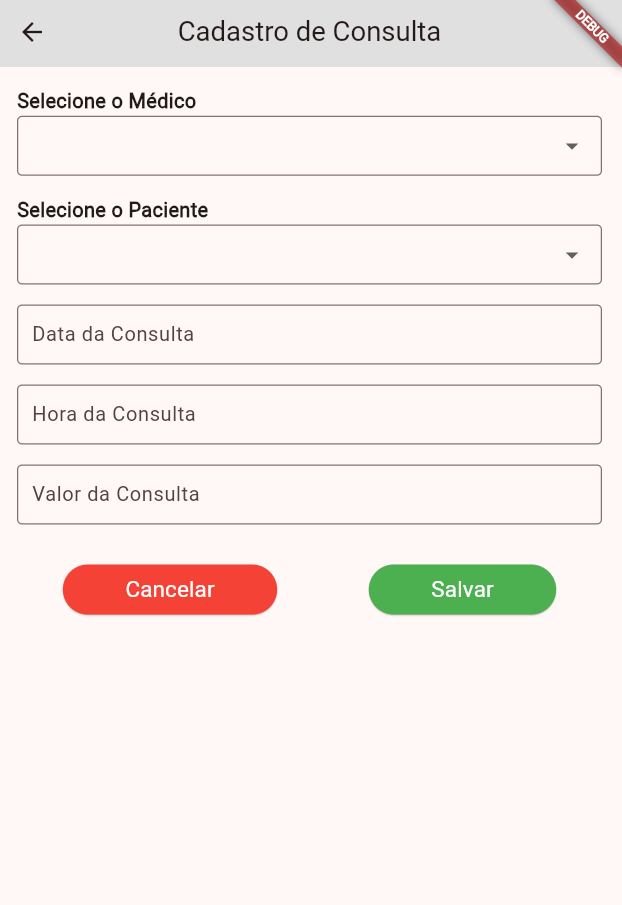 Cadastro de Consulta
DEBUG
Selecione o Médico
Selecione o Paciente
Data da Consulta
Hora da Consulta
Valor da Consulta
Cancelar
Salvar